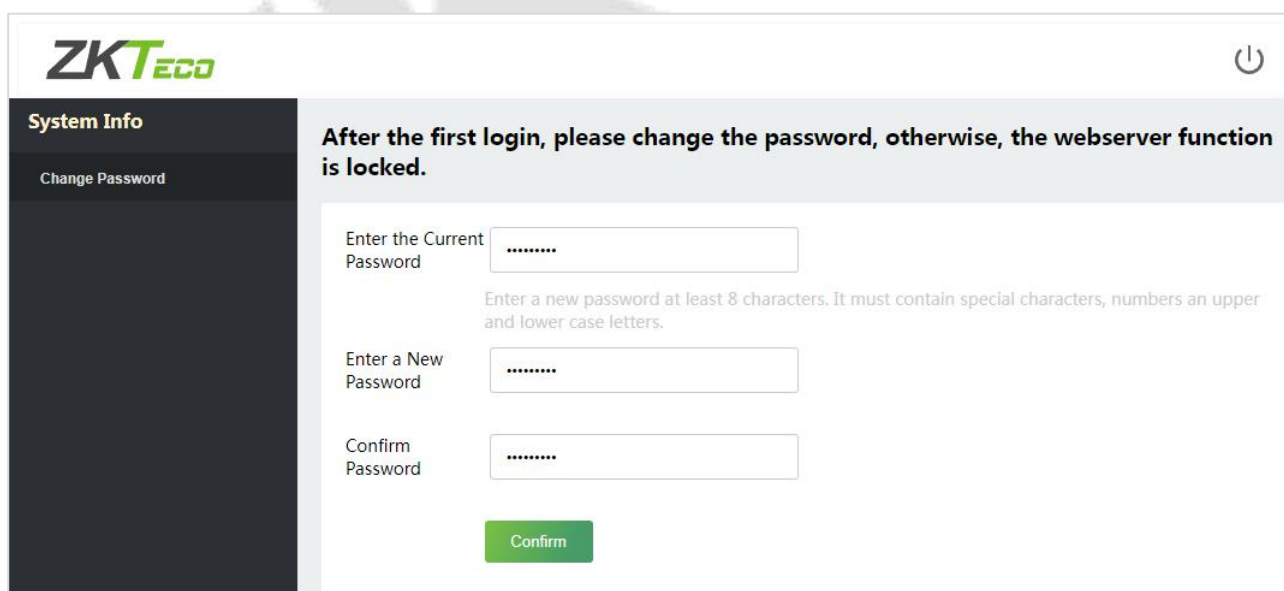 ZKTECO
System Info
Change Password
After the first login, please change the password, otherwise, the webserver function
is locked.
Enter the Current
Password
•••••••••
Enter a new password at least 8 characters. It must contain special characters, numbers an upper
and lower case letters.
Enter a New
Password
•••••••••
Confirm
Password
•••••••••
Confirm